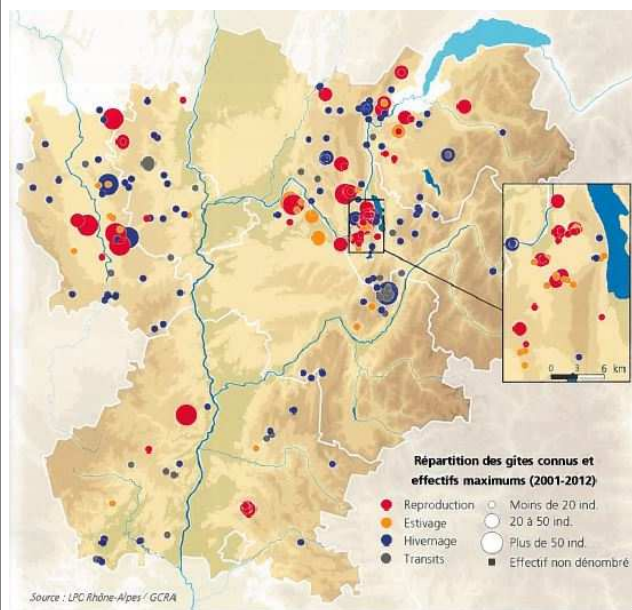 0 3 6 km
Répartition des gîtes connus et
effectifs maximums (2001-2012)
Reproduction
Estivage
Hivernage
Transits
Moins de 20 ind.
20 à 50 ind.
Plus de 50 ind.
Effectif non dénombré
Source : LPO Rhône-Alpes / GCRA